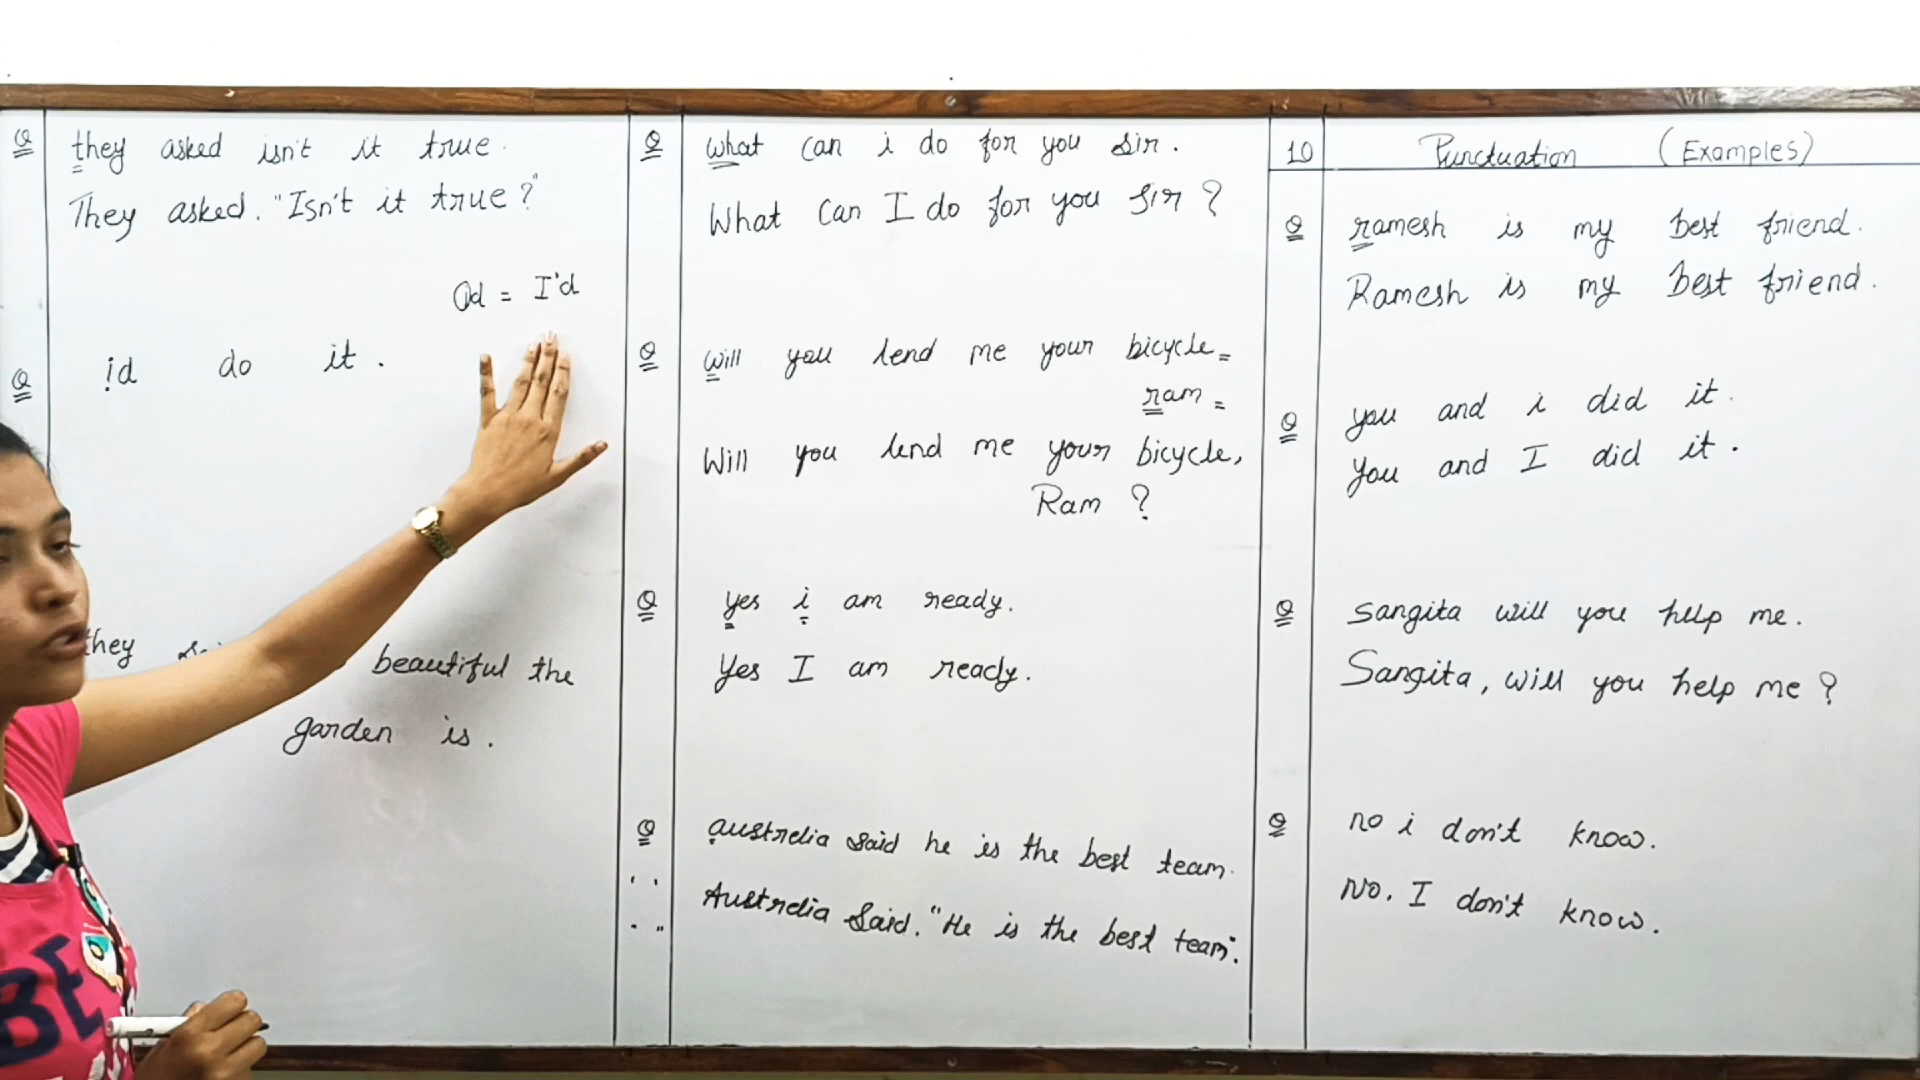 Q they asked isn't it true.
They asked. "Isn't it true?"
id = I'd
Q id do it.
they beautiful the
garden is.
Q what can i do for you sir.
What Can I do for you Sir ?
Q will you lend me your bicycle =
ram =
Will you lend me your bicycle,
Ram ?
Q yes i am ready.
Yes I am ready.
Q australia said he is the best team.
Australia Said. "He is the best team".
10 Punctuation (Examples)
Q ramesh is my best friend.
Ramesh is my best friend.
Q you and i did it.
You and I did it.
Q sangita will you help me.
Sangita, will you help me ?
Q no i don't know.
No. I don't know.
BE